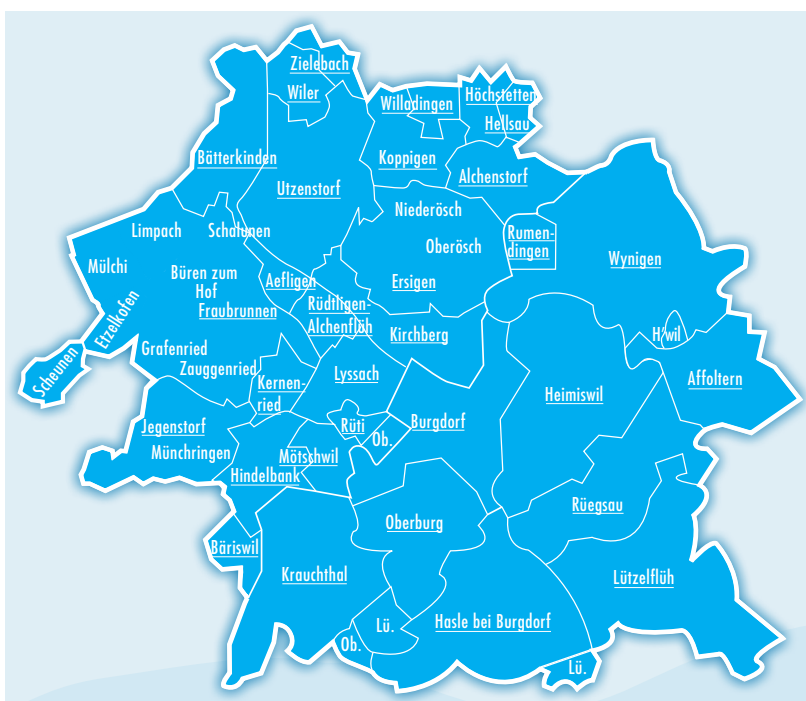 Zielebach
Wiler
Willadingen
Höchstetten
Hellsau
Bätterkinden
Koppigen
Utzenstorf
Alchenstorf
Niederösch
Limpach
Schalunen
Rumen-
dingen
Oberösch
Wynigen
Mülchi
Büren zum
Hof
Aefligen
Ersigen
Etzelkofen
Fraubrunnen
Rüdtligen-
Alchenflüh
Kirchberg
H'wil
Grafenried
Scheunen
Zauggenried
Lyssach
Affoltern
Kernen-
ried
Heimiswil
Jegenstorf
Rüti
Burgdorf
Ob.
Münchringen
Mötschwil
Hindelbank
Rüegsau
Oberburg
Bäriswil
Krauchthal
Lützelflüh
Lü.
Hasle bei Burgdorf
Ob.
Lü.